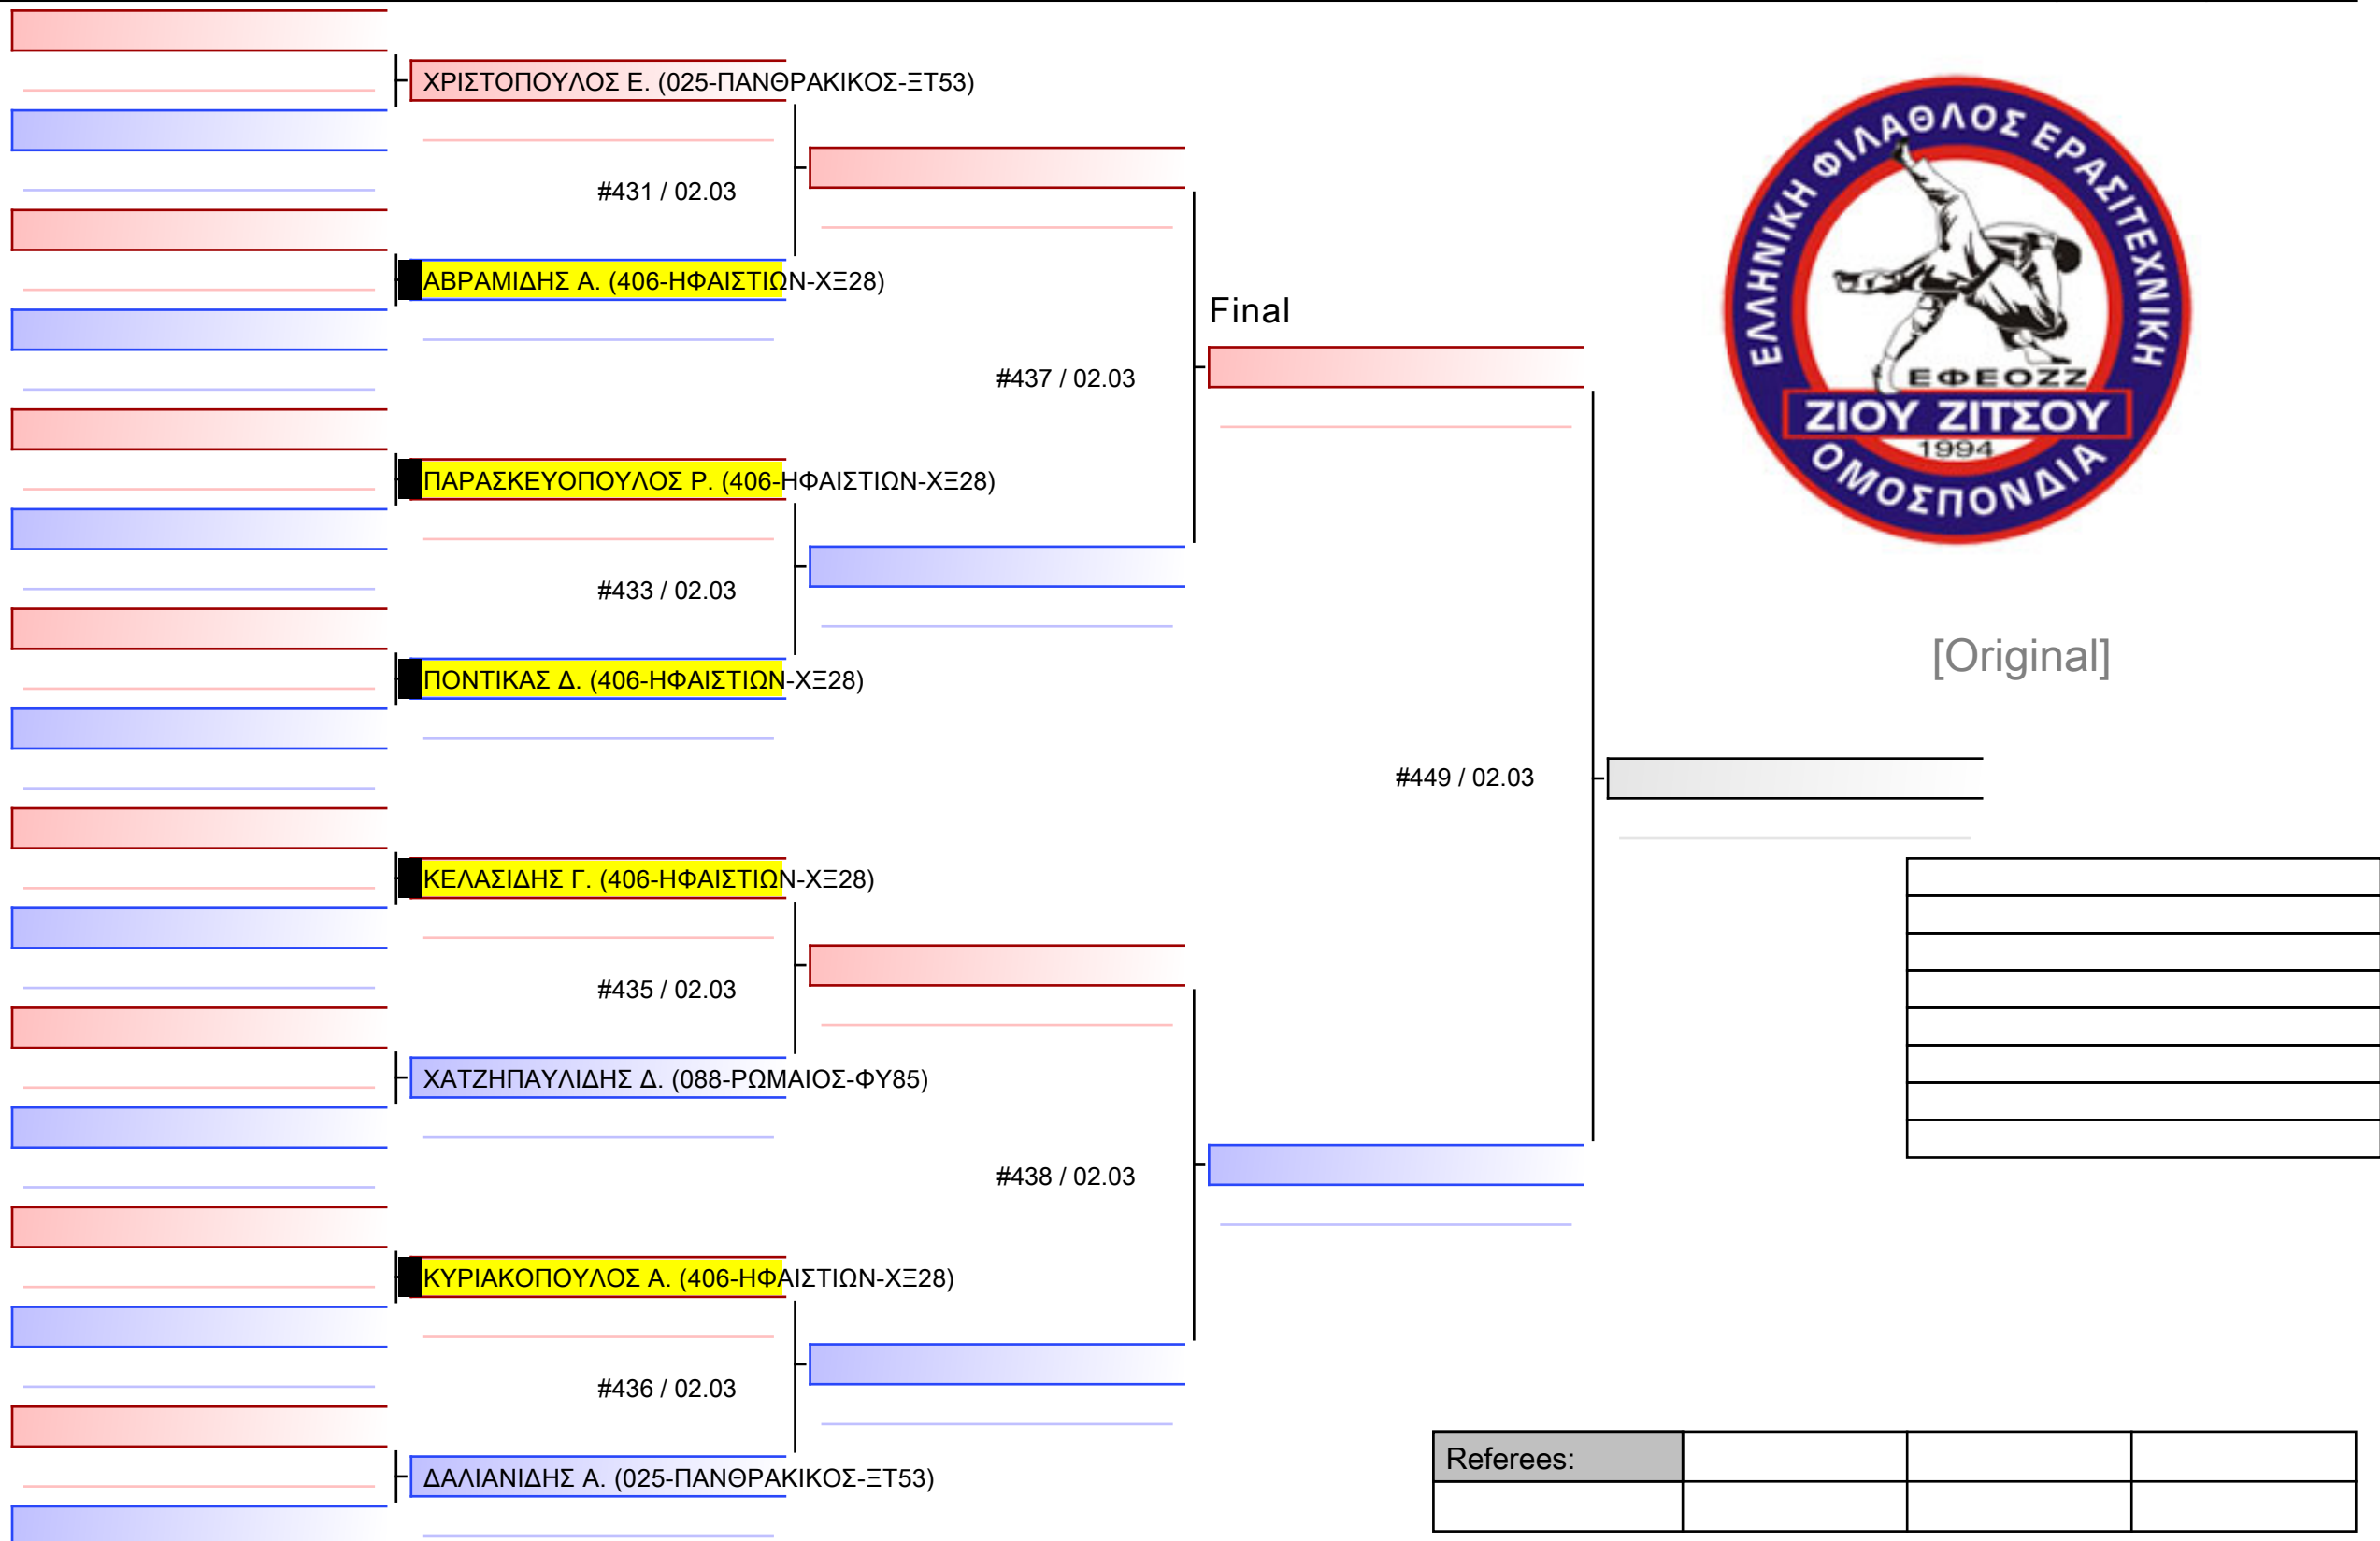 ΧΡΙΣΤΟΠΟΥΛΟΣ Ε. (025-ΠΑΝΘΡΑΚΙΚΟΣ-ΞΤ53)
#431 / 02.03
ΑΒΡΑΜΙΔΗΣ Α. (406-ΗΦΑΙΣΤΙΩΝ-ΧΞ28)
Final
#437 / 02.03
ΠΑΡΑΣΚΕΥΟΠΟΥΛΟΣ Ρ. (406-ΗΦΑΙΣΤΙΩΝ-ΧΞ28)
#433 / 02.03
ΠΟΝΤΙΚΑΣ Δ. (406-ΗΦΑΙΣΤΙΩΝ-ΧΞ28)
ΕΛΛΗΝΙΚΗ ΦΙΛΑΘΛΟΣ ΕΡΑΣΙΤΕΧΝΙΚΗ
ΕΦΕΟΖΖ
ΖΙΟΥ ΖΙΤΣΟΥ
1994
ΟΜΟΣΠΟΝΔΙΑ
[Original]
#449 / 02.03
ΚΕΛΑΣΙΔΗΣ Γ. (406-ΗΦΑΙΣΤΙΩΝ-ΧΞ28)
#435 / 02.03
ΧΑΤΖΗΠΑΥΛΙΔΗΣ Δ. (088-ΡΩΜΑΙΟΣ-ΦΥ85)
#438 / 02.03
ΚΥΡΙΑΚΟΠΟΥΛΟΣ Α. (406-ΗΦΑΙΣΤΙΩΝ-ΧΞ28)
#436 / 02.03
ΔΑΛΙΑΝΙΔΗΣ Α. (025-ΠΑΝΘΡΑΚΙΚΟΣ-ΞΤ53)
Referees: